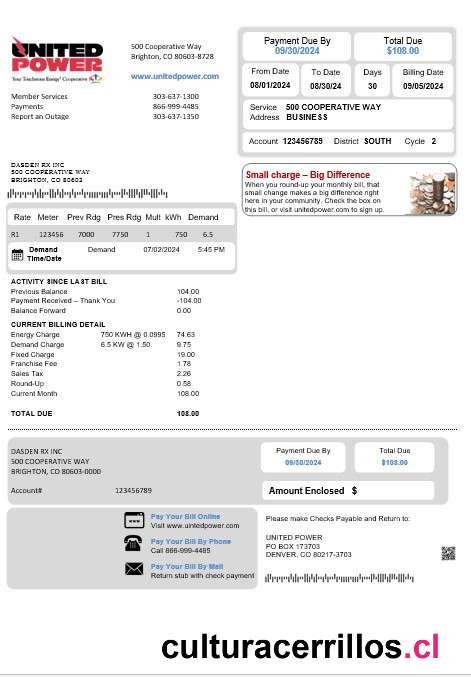 UNITED
POWER
Your Touchstone Energy® Cooperative
500 Cooperative Way
Brighton, CO 80603-8728
www.unitedpower.com
Member Services 303-637-1300
Payments 866-999-4485
Report an Outage 303-637-1350
Payment Due By Total Due
09/30/2024 $108.00
From Date To Date Days Billing Date
08/01/2024 08/30/24 30 09/05/2024
Service 500 COOPERATIVE WAY
Address BUSINESS
Account 123456789 District SOUTH Cycle 2
DASDEN RX INC
500 COOPERATIVE WAY
BRIGHTON, CO 80603
Small charge – Big Difference
When you round-up your monthly bill, that
small change makes a big difference right
here in your community. Check the box on
this bill, or visit unitedpower.com to sign up.
Rate Meter Prev Rdg Pres Rdg Mult kWh Demand
R1 123456 7000 7750 1 750 6.5
Demand Demand 07/02/2024 5:45 PM
Time/Date
ACTIVITY SINCE LAST BILL
Previous Balance 104.00
Payment Received – Thank You -104.00
Balance Forward 0.00
CURRENT BILLING DETAIL
Energy Charge 750 KWH @ 0.0995 74.63
Demand Charge 6.5 KW @ 1.50 9.75
Fixed Charge 19.00
Franchise Fee 1.78
Sales Tax 2.26
Round-Up 0.58
Current Month 108.00
TOTAL DUE 108.00
DASDEN RX INC
500 COOPERATIVE WAY
BRIGHTON, CO 80603-0000
Account# 123456789
Payment Due By Total Due
09/30/2024 $108.00
Amount Enclosed $
Pay Your Bill Online
Visit www.unitedpower.com
Pay Your Bill By Phone
Call 866-999-4485
Pay Your Bill By Mail
Return stub with check payment
Please make Checks Payable and Return to:
UNITED POWER
PO BOX 173703
DENVER, CO 80217-3703
culturacerrillos.cl